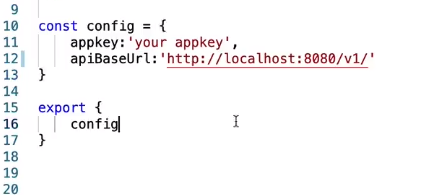 9
10 const config = {
11 appkey:'your appkey',
12 apiBaseUrl:'http://localhost:8080/v1/'
13 }
14
15 export {
16 config
17 }
18
19
20